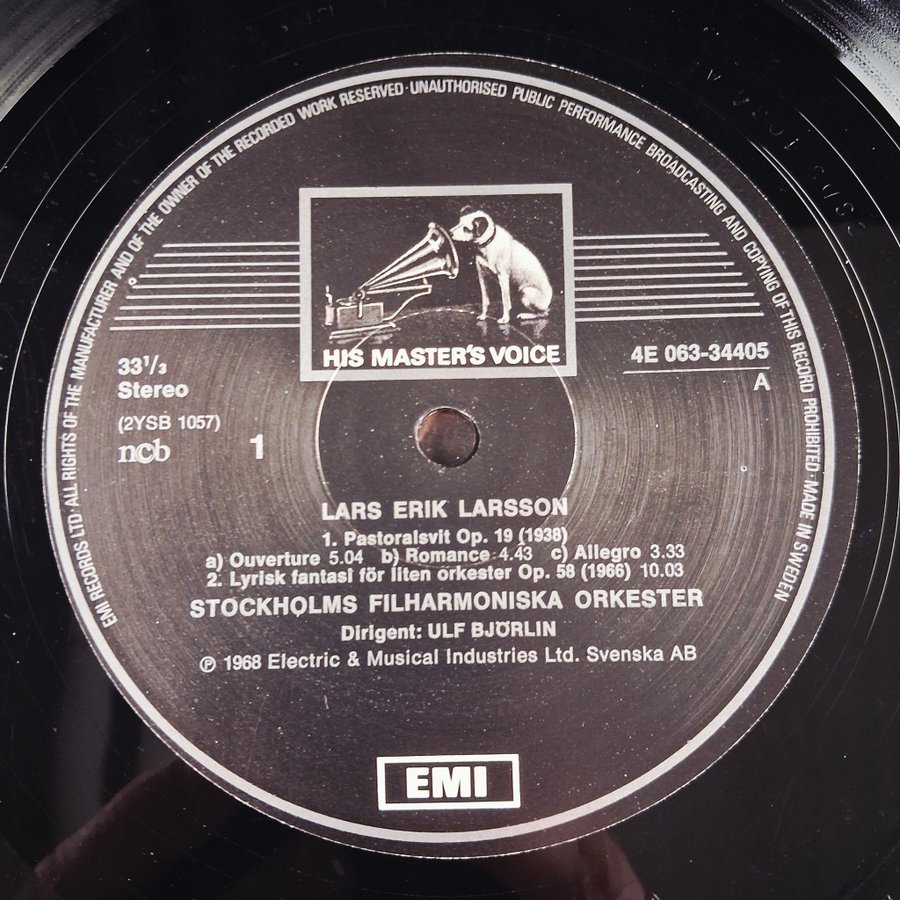 EMI RECORDS LTD · ALL RIGHTS OF THE MANUFACTURER AND OF THE OWNER OF THE RECORDED WORK RESERVED · UNAUTHORISED PUBLIC PERFORMANCE BROADCASTING AND COPYING OF THIS RECORD PROHIBITED · MADE IN SWEDEN
HIS MASTER'S VOICE
33⅓
Stereo
(2YSB 1057)
ncb
1
4E 063-34405
A
LARS ERIK LARSSON
1. Pastoralsvit Op. 19 (1938)
a) Ouverture 5.04 b) Romance 4.43 c) Allegro 3.33
2. Lyrisk fantasi för liten orkester Op. 58 (1966) 10.03
STOCKHOLMS FILHARMONISKA ORKESTER
Dirigent: ULF BJÖRLIN
℗ 1968 Electric & Musical Industries Ltd. Svenska AB
EMI